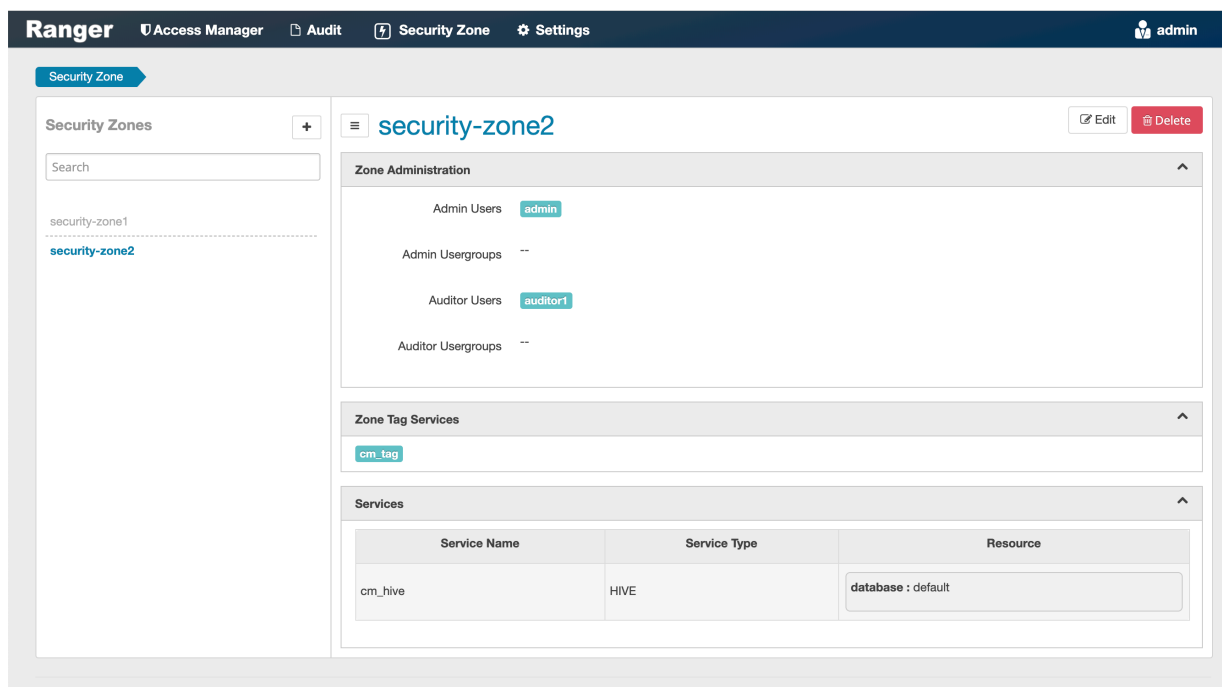 Ranger Access Manager Audit Security Zone Settings admin
Security Zone
Security Zones
Search
security-zone1
security-zone2
security-zone2 Edit Delete
Zone Administration
Admin Users admin
Admin Usergroups --
Auditor Users auditor1
Auditor Usergroups --
Zone Tag Services
cm_tag
Services
Service Name Service Type Resource
cm_hive HIVE database : default